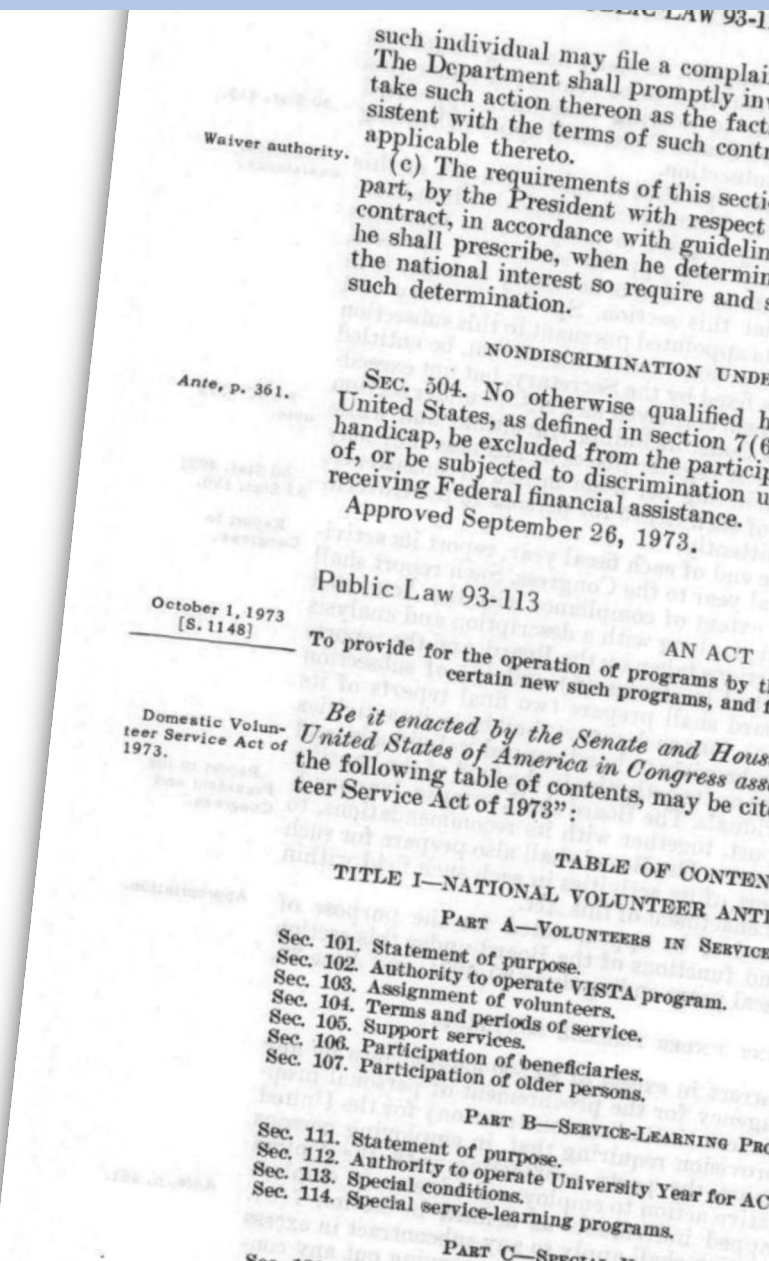 LAW 93-1
such individual may file a complai
The Department shall promptly inv
take such action thereon as the fact
sistent with the terms of such contr
applicable thereto.
Waiver authority.
(c) The requirements of this secti
part, by the President with respect
contract, in accordance with guidelin
he shall prescribe, when he determin
the national interest so require and s
such determination.
NONDISCRIMINATION UNDE
Ante, p. 361.
SEC. 504. No otherwise qualified h
United States, as defined in section 7(6
handicap, be excluded from the particip
of, or be subjected to discrimination u
receiving Federal financial assistance.
Approved September 26, 1973.
Public Law 93-113
October 1, 1973
[S. 1148]
AN ACT
To provide for the operation of programs by t
certain new such programs, and f
Domestic Volun-
teer Service Act of
1973.
Be it enacted by the Senate and Hous
United States of America in Congress ass
the following table of contents, may be cit
teer Service Act of 1973”:
TABLE OF CONTEN
TITLE I—NATIONAL VOLUNTEER ANTI
PART A—VOLUNTEERS IN SERVICE
Sec. 101. Statement of purpose.
Sec. 102. Authority to operate VISTA program.
Sec. 103. Assignment of volunteers.
Sec. 104. Terms and periods of service.
Sec. 105. Support services.
Sec. 106. Participation of beneficiaries.
Sec. 107. Participation of older persons.
PART B—SERVICE-LEARNING PRO
Sec. 111. Statement of purpose.
Sec. 112. Authority to operate University Year for AC
Sec. 113. Special conditions.
Sec. 114. Special service-learning programs.
PART C—SPECIAL